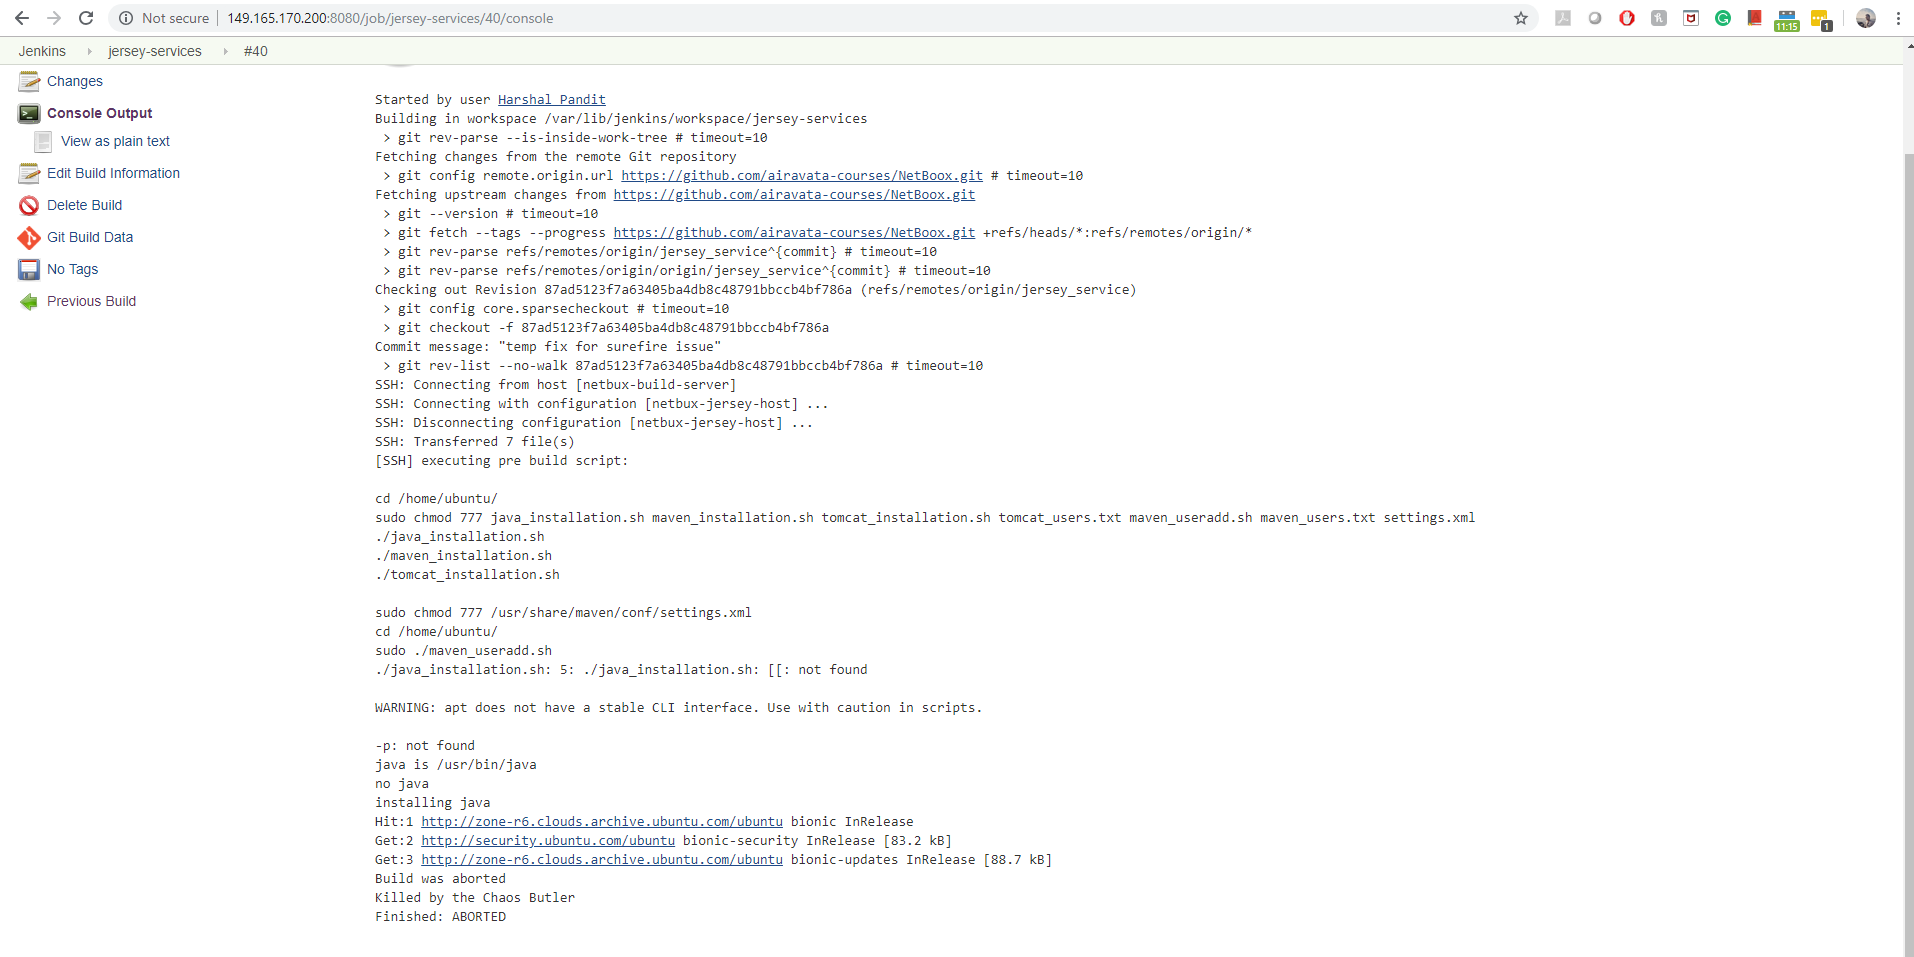 Not secure | 149.165.170.200:8080/job/jersey-services/40/console
11:15
1
Jenkins jersey-services #40
Changes
Console Output
View as plain text
Edit Build Information
Delete Build
Git Build Data
No Tags
Previous Build
Started by user Harshal Pandit
Building in workspace /var/lib/jenkins/workspace/jersey-services
> git rev-parse --is-inside-work-tree # timeout=10
Fetching changes from the remote Git repository
> git config remote.origin.url https://github.com/airavata-courses/NetBoox.git # timeout=10
Fetching upstream changes from https://github.com/airavata-courses/NetBoox.git
> git --version # timeout=10
> git fetch --tags --progress https://github.com/airavata-courses/NetBoox.git +refs/heads/*:refs/remotes/origin/*
> git rev-parse refs/remotes/origin/jersey_service^{commit} # timeout=10
> git rev-parse refs/remotes/origin/origin/jersey_service^{commit} # timeout=10
Checking out Revision 87ad5123f7a63405ba4db8c48791bbccb4bf786a (refs/remotes/origin/jersey_service)
> git config core.sparsecheckout # timeout=10
> git checkout -f 87ad5123f7a63405ba4db8c48791bbccb4bf786a
Commit message: "temp fix for surefire issue"
> git rev-list --no-walk 87ad5123f7a63405ba4db8c48791bbccb4bf786a # timeout=10
SSH: Connecting from host [netbux-build-server]
SSH: Connecting with configuration [netbux-jersey-host] ...
SSH: Disconnecting configuration [netbux-jersey-host] ...
SSH: Transferred 7 file(s)
[SSH] executing pre build script:
cd /home/ubuntu/
sudo chmod 777 java_installation.sh maven_installation.sh tomcat_installation.sh tomcat_users.txt maven_useradd.sh maven_users.txt settings.xml
./java_installation.sh
./maven_installation.sh
./tomcat_installation.sh
sudo chmod 777 /usr/share/maven/conf/settings.xml
cd /home/ubuntu/
sudo ./maven_useradd.sh
./java_installation.sh: 5: ./java_installation.sh: [[: not found
WARNING: apt does not have a stable CLI interface. Use with caution in scripts.
-p: not found
java is /usr/bin/java
no java
installing java
Hit:1 http://zone-r6.clouds.archive.ubuntu.com/ubuntu bionic InRelease
Get:2 http://security.ubuntu.com/ubuntu bionic-security InRelease [83.2 kB]
Get:3 http://zone-r6.clouds.archive.ubuntu.com/ubuntu bionic-updates InRelease [88.7 kB]
Build was aborted
Killed by the Chaos Butler
Finished: ABORTED